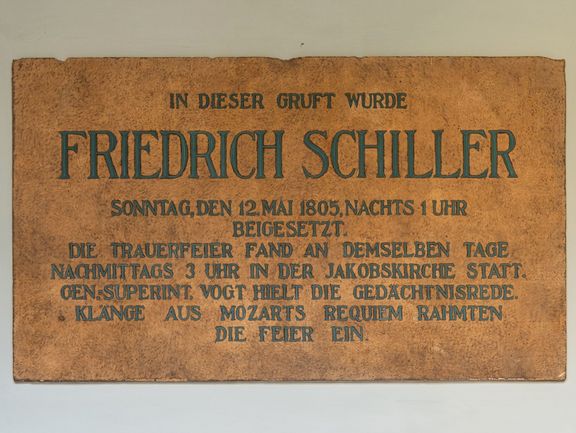 IN DIESER GRUFT WURDE
FRIEDRICH SCHILLER
SONNTAG, DEN 12. MAI 1805, NACHTS 1 UHR
BEIGESETZT.
DIE TRAUERFEIER FAND AN DEMSELBEN TAGE
NACHMITTAGS 3 UHR IN DER JAKOBSKIRCHE STATT.
GEN.-SUPERINT. VOGT HIELT DIE GEDÄCHTNISREDE.
KLÄNGE AUS MOZARTS REQUIEM RAHMTEN
DIE FEIER EIN.